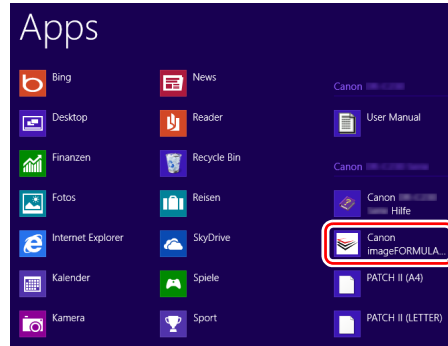 Apps
Bing
Desktop
Finanzen
Fotos
Internet Explorer
Kalender
Kamera
News
Reader
Recycle Bin
Reisen
SkyDrive
Spiele
Sport
Canon
User Manual
Canon
Canon
Hilfe
Canon
imageFORMULA...
PATCH II (A4)
PATCH II (LETTER)